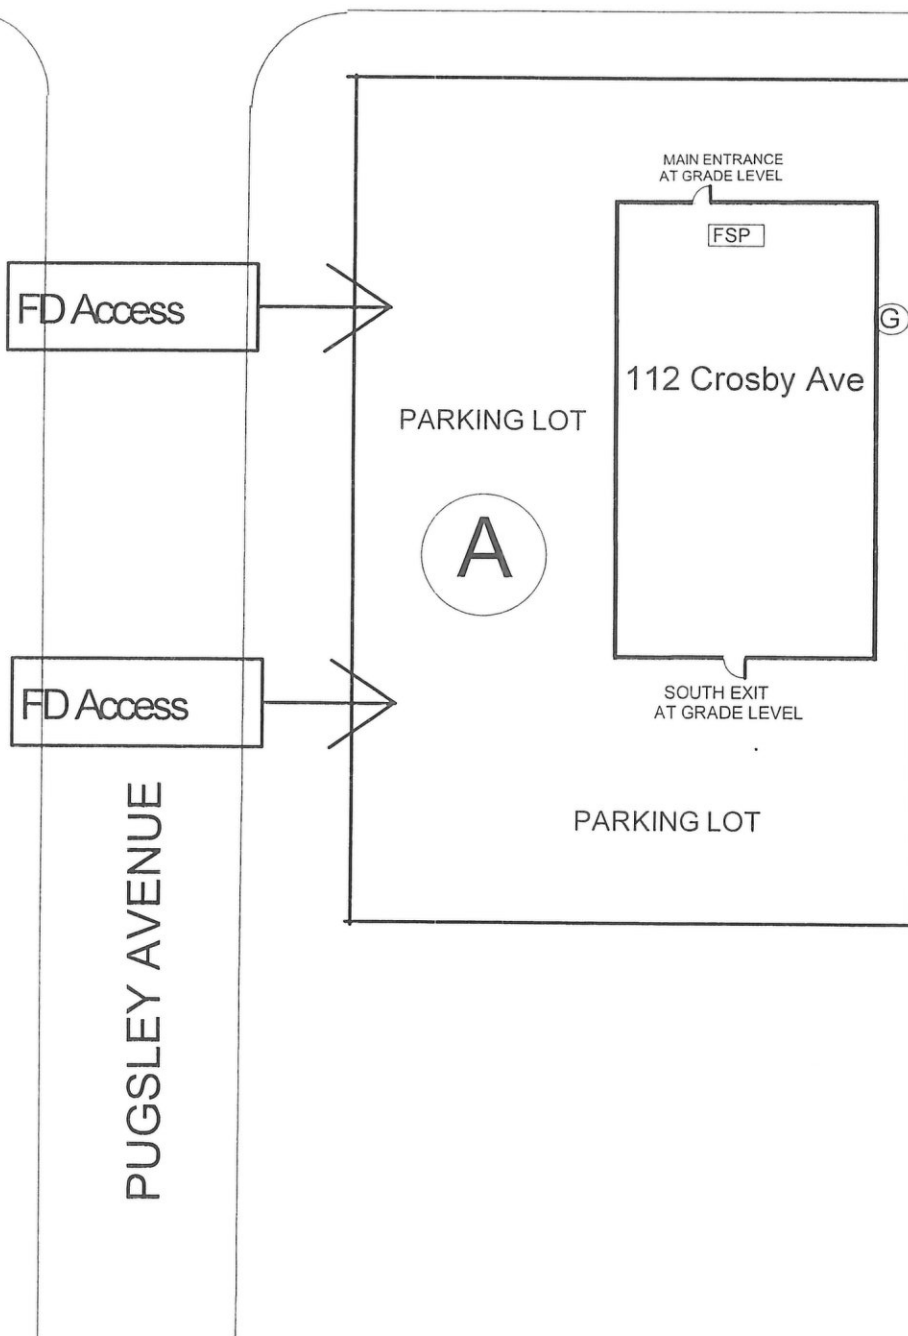 MAIN ENTRANCE
AT GRADE LEVEL
FSP
FD Access
G
112 Crosby Ave
PARKING LOT
A
FD Access
SOUTH EXIT
AT GRADE LEVEL
PARKING LOT
PUGSLEY AVENUE